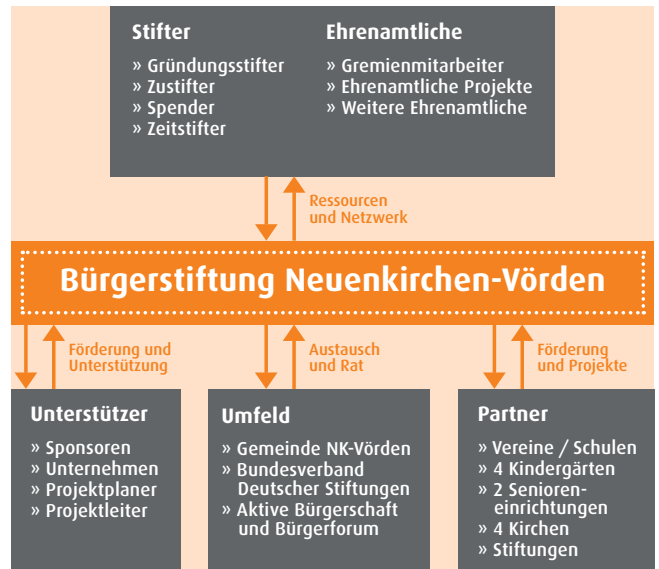 Stifter
» Gründungsstifter
» Zustifter
» Spender
» Zeitstifter
Ehrenamtliche
» Gremienmitarbeiter
» Ehrenamtliche Projekte
» Weitere Ehrenamtliche
Ressourcen
und Netzwerk
Bürgerstiftung Neuenkirchen-Vörden
Förderung und
Unterstützung
Austausch
und Rat
Förderung
und Projekte
Unterstützer
» Sponsoren
» Unternehmen
» Projektplaner
» Projektleiter
Umfeld
» Gemeinde NK-Vörden
» Bundesverband
Deutscher Stiftungen
» Aktive Bürgerschaft
und Bürgerforum
Partner
» Vereine / Schulen
» 4 Kindergärten
» 2 Senioren-
einrichtungen
» 4 Kirchen
» Stiftungen